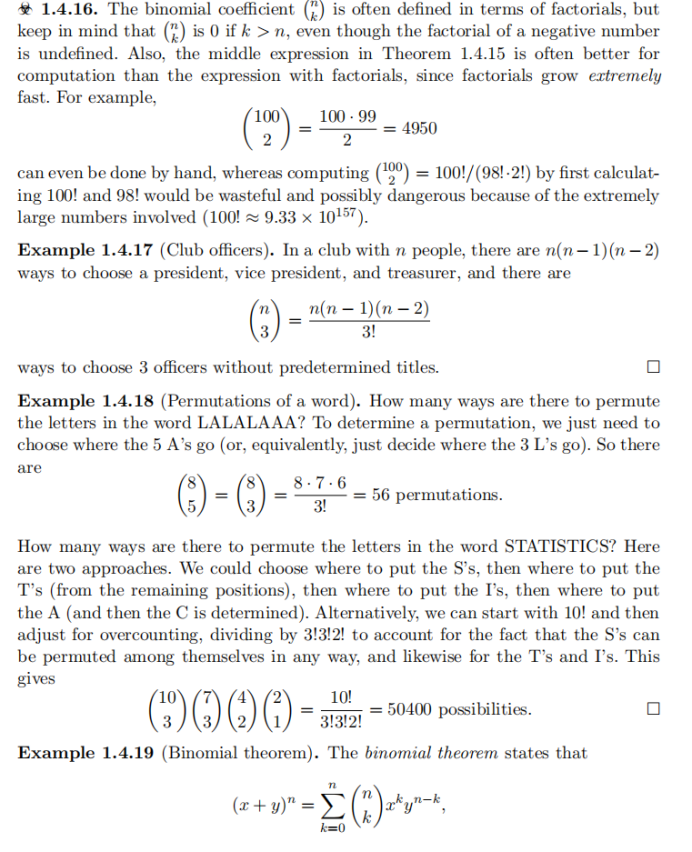 ☣ 1.4.16. The binomial coefficient $\binom{n}{k}$ is often defined in terms of factorials, but
keep in mind that $\binom{n}{k}$ is 0 if $k > n$, even though the factorial of a negative number
is undefined. Also, the middle expression in Theorem 1.4.15 is often better for
computation than the expression with factorials, since factorials grow extremely
fast. For example,
$\binom{100}{2} = \frac{100 \cdot 99}{2} = 4950$
can even be done by hand, whereas computing $\binom{100}{2} = 100!/(98! \cdot 2!)$ by first calculat-
ing 100! and 98! would be wasteful and possibly dangerous because of the extremely
large numbers involved $(100! \approx 9.33 \times 10^{157})$.
Example 1.4.17 (Club officers). In a club with $n$ people, there are $n(n-1)(n-2)$
ways to choose a president, vice president, and treasurer, and there are
$\binom{n}{3} = \frac{n(n-1)(n-2)}{3!}$
ways to choose 3 officers without predetermined titles. □
Example 1.4.18 (Permutations of a word). How many ways are there to permute
the letters in the word LALALAAA? To determine a permutation, we just need to
choose where the 5 A's go (or, equivalently, just decide where the 3 L's go). So there
are
$\binom{8}{5} = \binom{8}{3} = \frac{8 \cdot 7 \cdot 6}{3!} = 56$ permutations.
How many ways are there to permute the letters in the word STATISTICS? Here
are two approaches. We could choose where to put the S's, then where to put the
T's (from the remaining positions), then where to put the I's, then where to put
the A (and then the C is determined). Alternatively, we can start with 10! and then
adjust for overcounting, dividing by 3!3!2! to account for the fact that the S's can
be permuted among themselves in any way, and likewise for the T's and I's. This
gives
$\binom{10}{3}\binom{7}{3}\binom{4}{2}\binom{2}{1} = \frac{10!}{3!3!2!} = 50400$ possibilities. □
Example 1.4.19 (Binomial theorem). The binomial theorem states that
$(x + y)^n = \sum_{k=0}^{n} \binom{n}{k} x^k y^{n-k},$